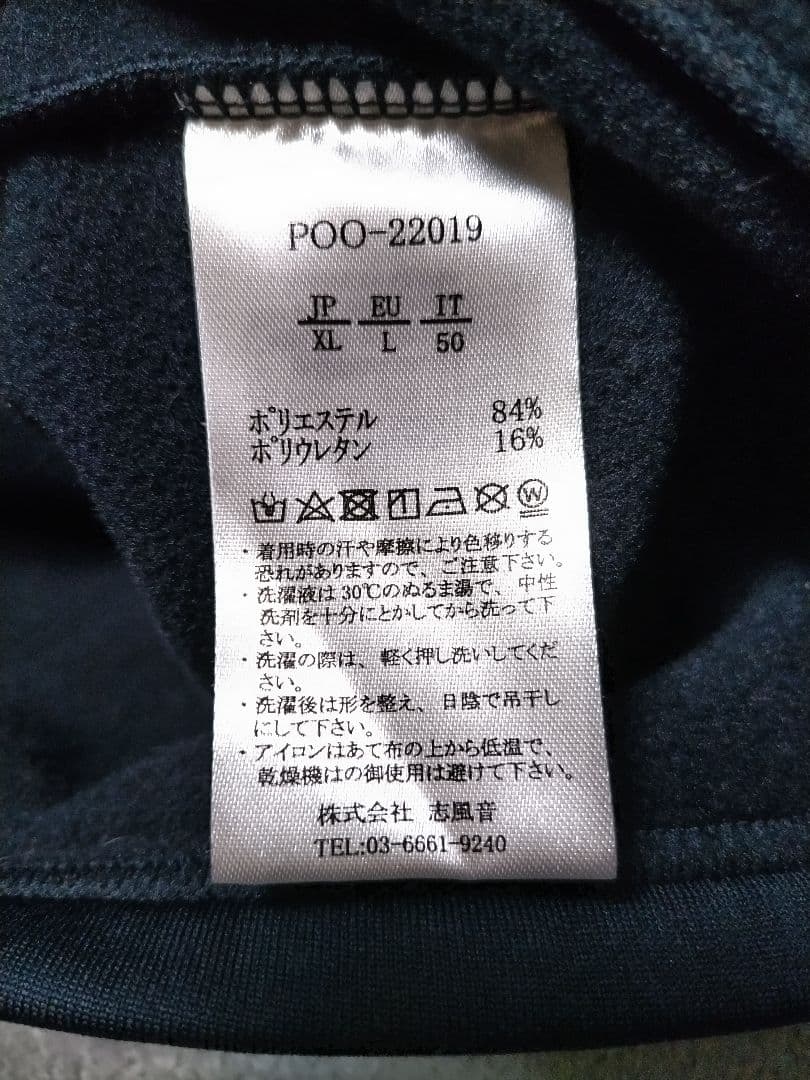 POO-22019
JP EU IT
XL L 50
ポリエステル 84%
ポリウレタン 16%
W
・着用時の汗や摩擦により色移りする
恐れがありますので、ご注意下さい。
・洗濯液は30℃のぬるま湯で、中性
洗剤を十分にとかしてから洗って下
さい。
・洗濯の際は、軽く押し洗いしてくだ
さい。
・洗濯後は形を整え、日陰で吊干し
にして下さい。
・アイロンはあて布の上から低温で、
乾燥機はの御使用は避けて下さい。
株式会社 志風音
TEL:03-6661-9240